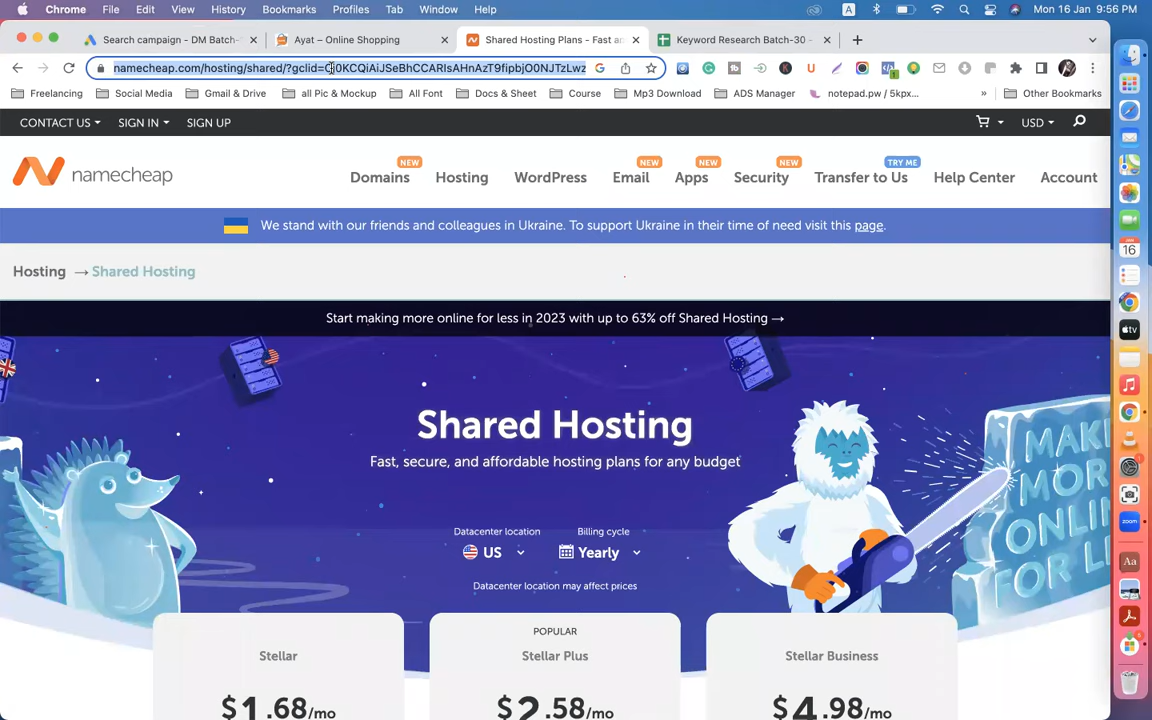 Chrome File Edit View History Bookmarks Profiles Tab Window Help A Mon 16 Jan 9:56 PM
Search campaign - DM Batch- Ayat – Online Shopping Shared Hosting Plans - Fast a Keyword Research Batch-30 -
Freelancing Social Media Gmail & Drive all Pic & Mockup All Font Docs & Sheet Course Mp3 Download ADS Manager notepad.pw / 5kpx... » Other Bookmarks
CONTACT US SIGN IN SIGN UP USD
NEW NEW NEW NEW TRY ME
namecheap Domains Hosting WordPress Email Apps Security Transfer to Us Help Center Account
We stand with our friends and colleagues in Ukraine. To support Ukraine in their time of need visit this page.
Hosting → Shared Hosting
Start making more online for less in 2023 with up to 63% off Shared Hosting →
Shared Hosting
Fast, secure, and affordable hosting plans for any budget
MAKE
MORE
ONLINE
FOR LE
Datacenter location Billing cycle
US Yearly
Datacenter location may affect prices
POPULAR
Stellar Stellar Plus Stellar Business
$1.68/mo $2.58/mo $4.98/mo